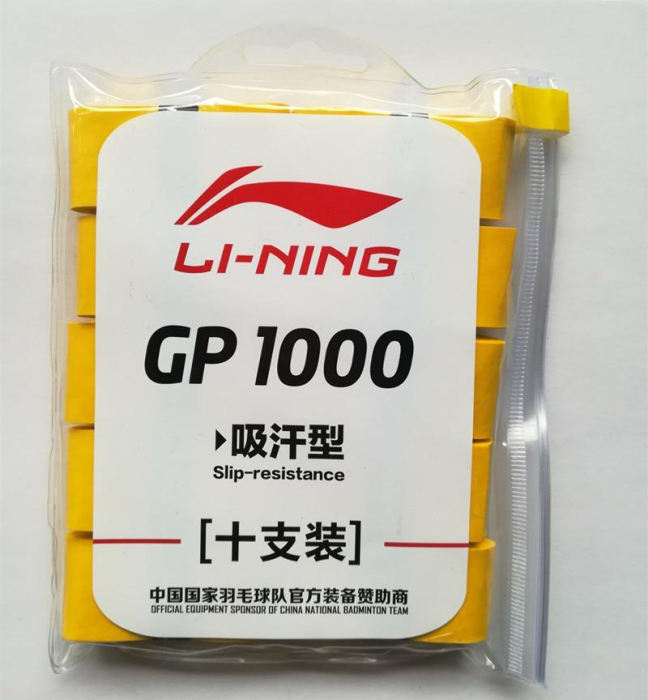 LI-NING
GP 1000
吸汗型
Slip-resistance
[十支装]
中国国家羽毛球队官方装备赞助商
OFFICIAL EQUIPMENT SPONSOR OF CHINA NATIONAL BADMINTON TEAM